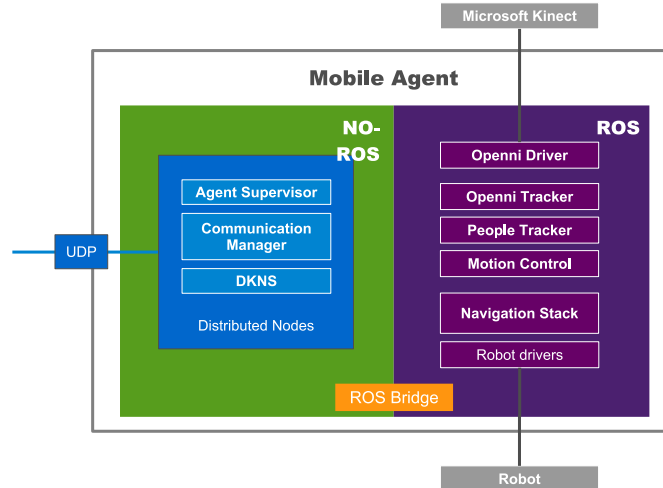 Microsoft Kinect
Mobile Agent
NO-
ROS
ROS
Agent Supervisor
Communication
Manager
DKNS
Distributed Nodes
UDP
Openni Driver
Openni Tracker
People Tracker
Motion Control
Navigation Stack
Robot drivers
ROS Bridge
Robot